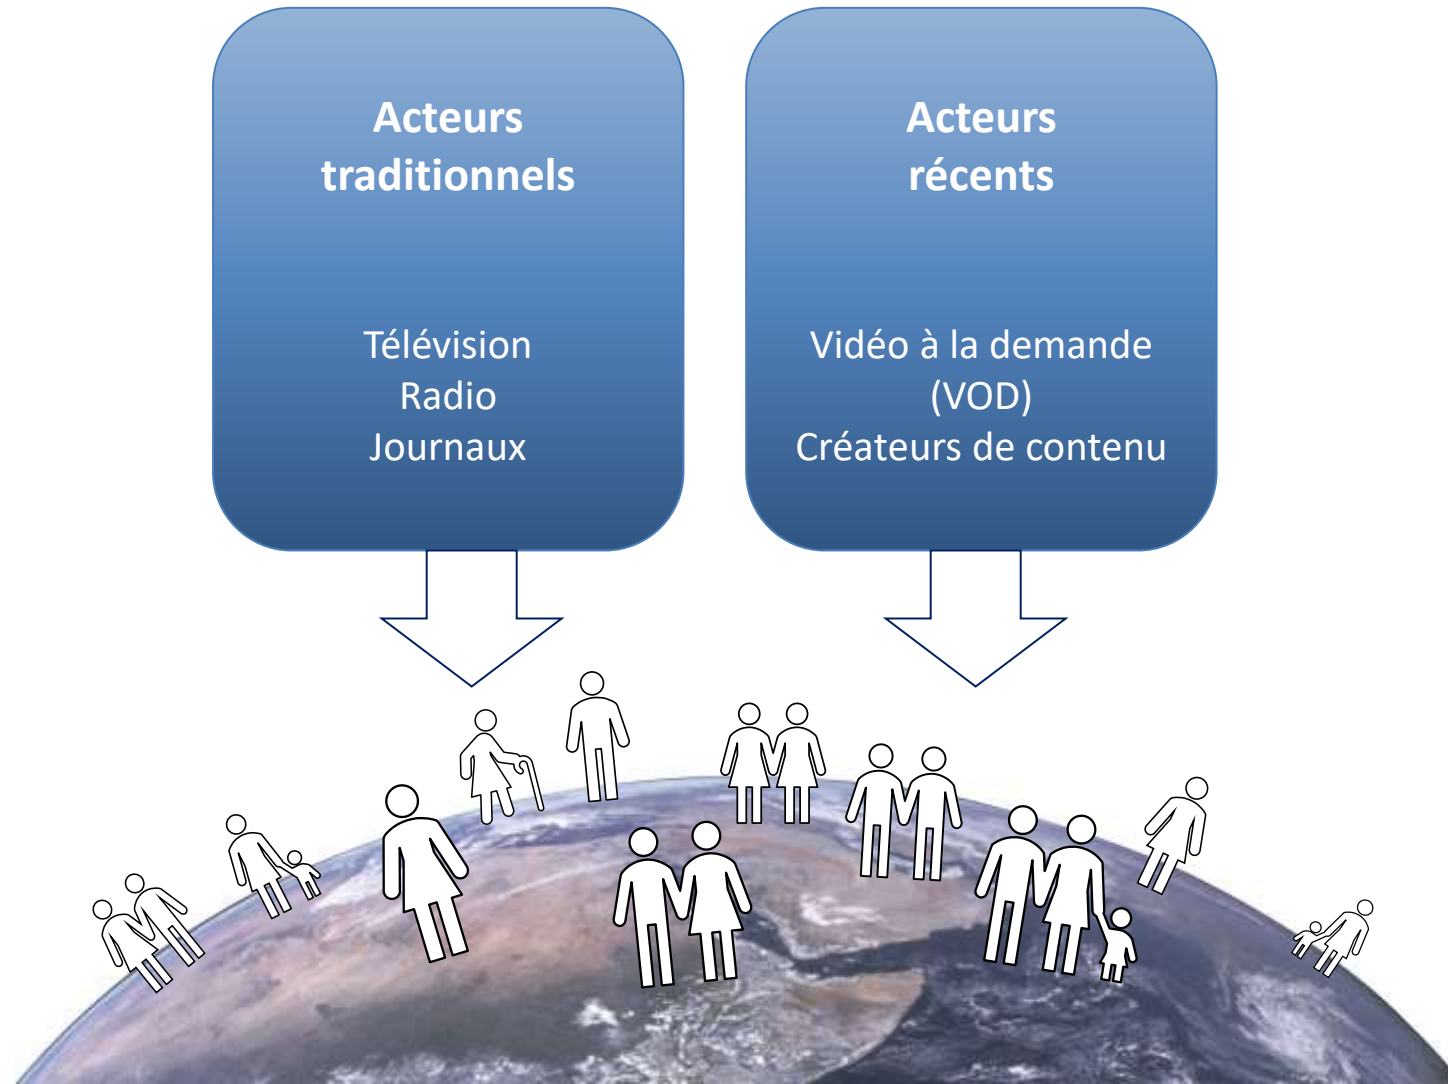 Acteurs
traditionnels
Télévision
Radio
Journaux
Acteurs
récents
Vidéo à la demande
(VOD)
Créateurs de contenu